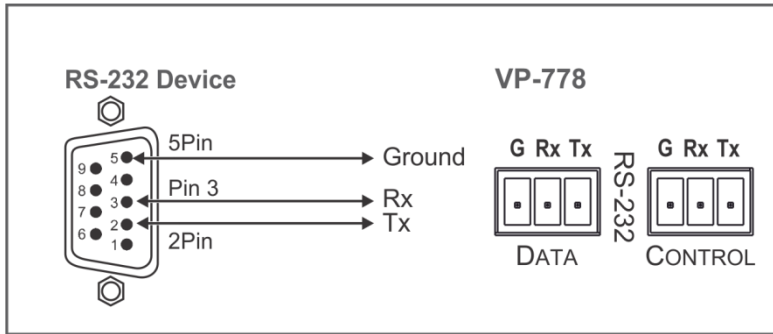 RS-232 Device
VP-778
5
4
3
2
1
9
8
7
6
5Pin
Pin 3
2Pin
Ground
Rx
Tx
G Rx Tx
RS-232
G Rx Tx
DATA
CONTROL